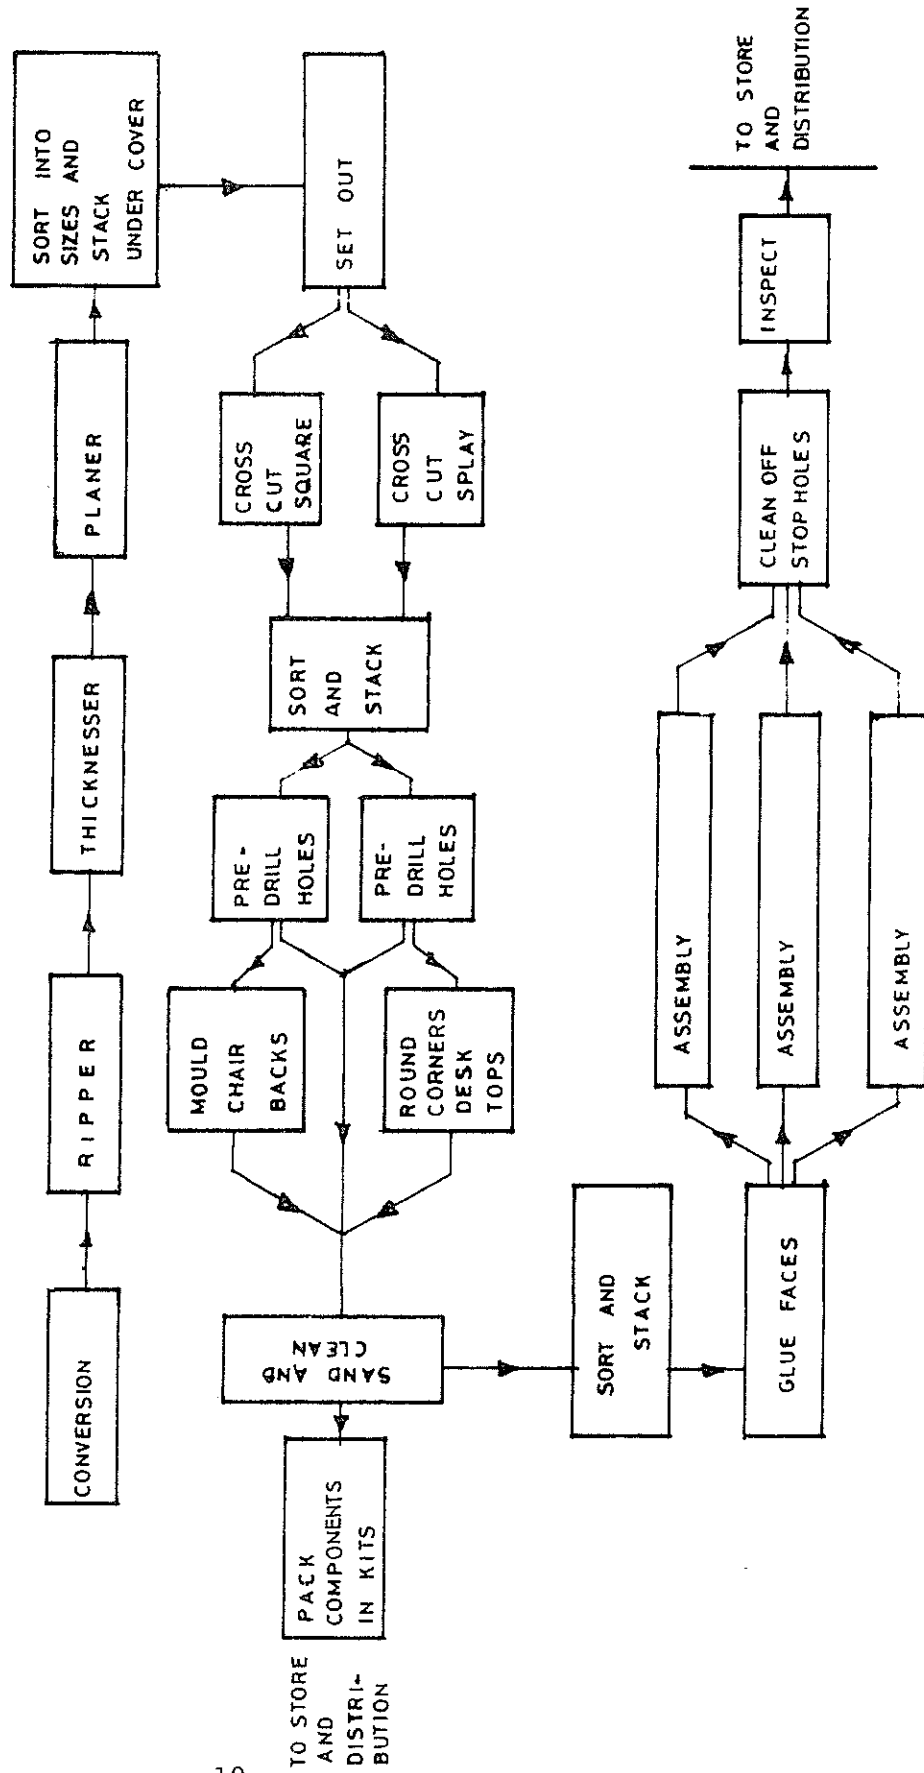 CONVERSION
RIPPER
THICKNESSER
PLANER
SORT INTO
SIZES AND
STACK
UNDER COVER
SET OUT
CROSS
CUT
SQUARE
CROSS
CUT
SPLAY
SORT
AND
STACK
PRE-
DRILL
HOLES
PRE-
DRILL
HOLES
MOULD
CHAIR
BACKS
ROUND
CORNERS
DESK
TOPS
SAND AND
CLEAN
PACK
COMPONENTS
IN KITS
TO STORE
AND
DISTRI-
BUTION
SORT AND
STACK
GLUE FACES
ASSEMBLY
ASSEMBLY
ASSEMBLY
CLEAN OFF
STOP HOLES
INSPECT
TO STORE
AND
DISTRIBUTION